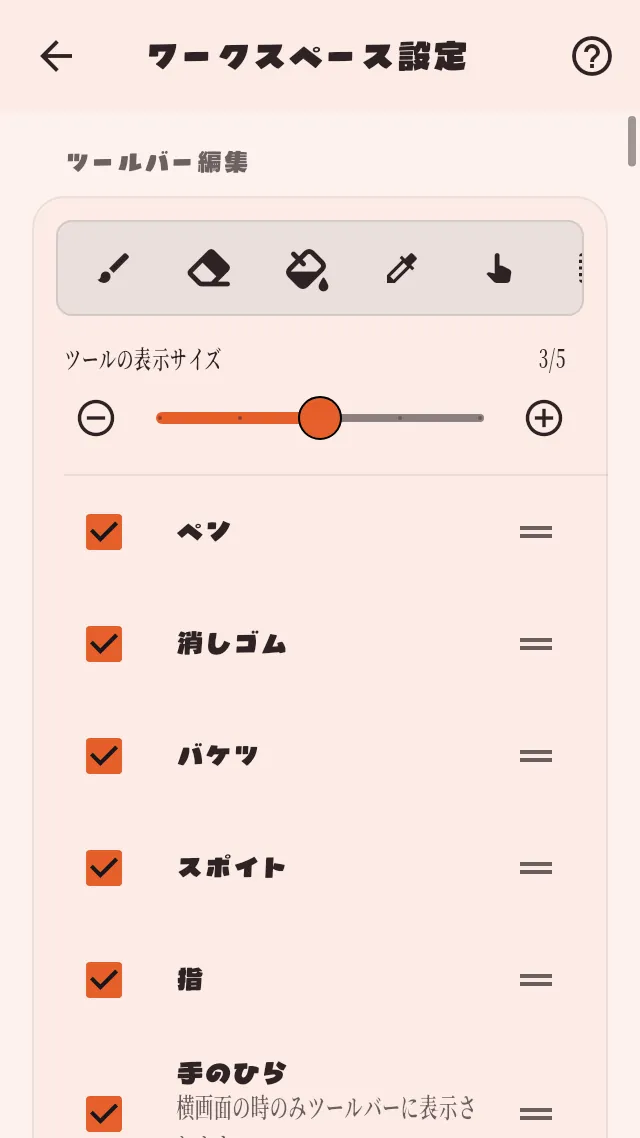 ワークスペース設定
ツールバー編集
ツールの表示サイズ 3/5
ペン
消しゴム
バケツ
スポイト
指
手のひら
横画面の時のみツールバーに表示さ